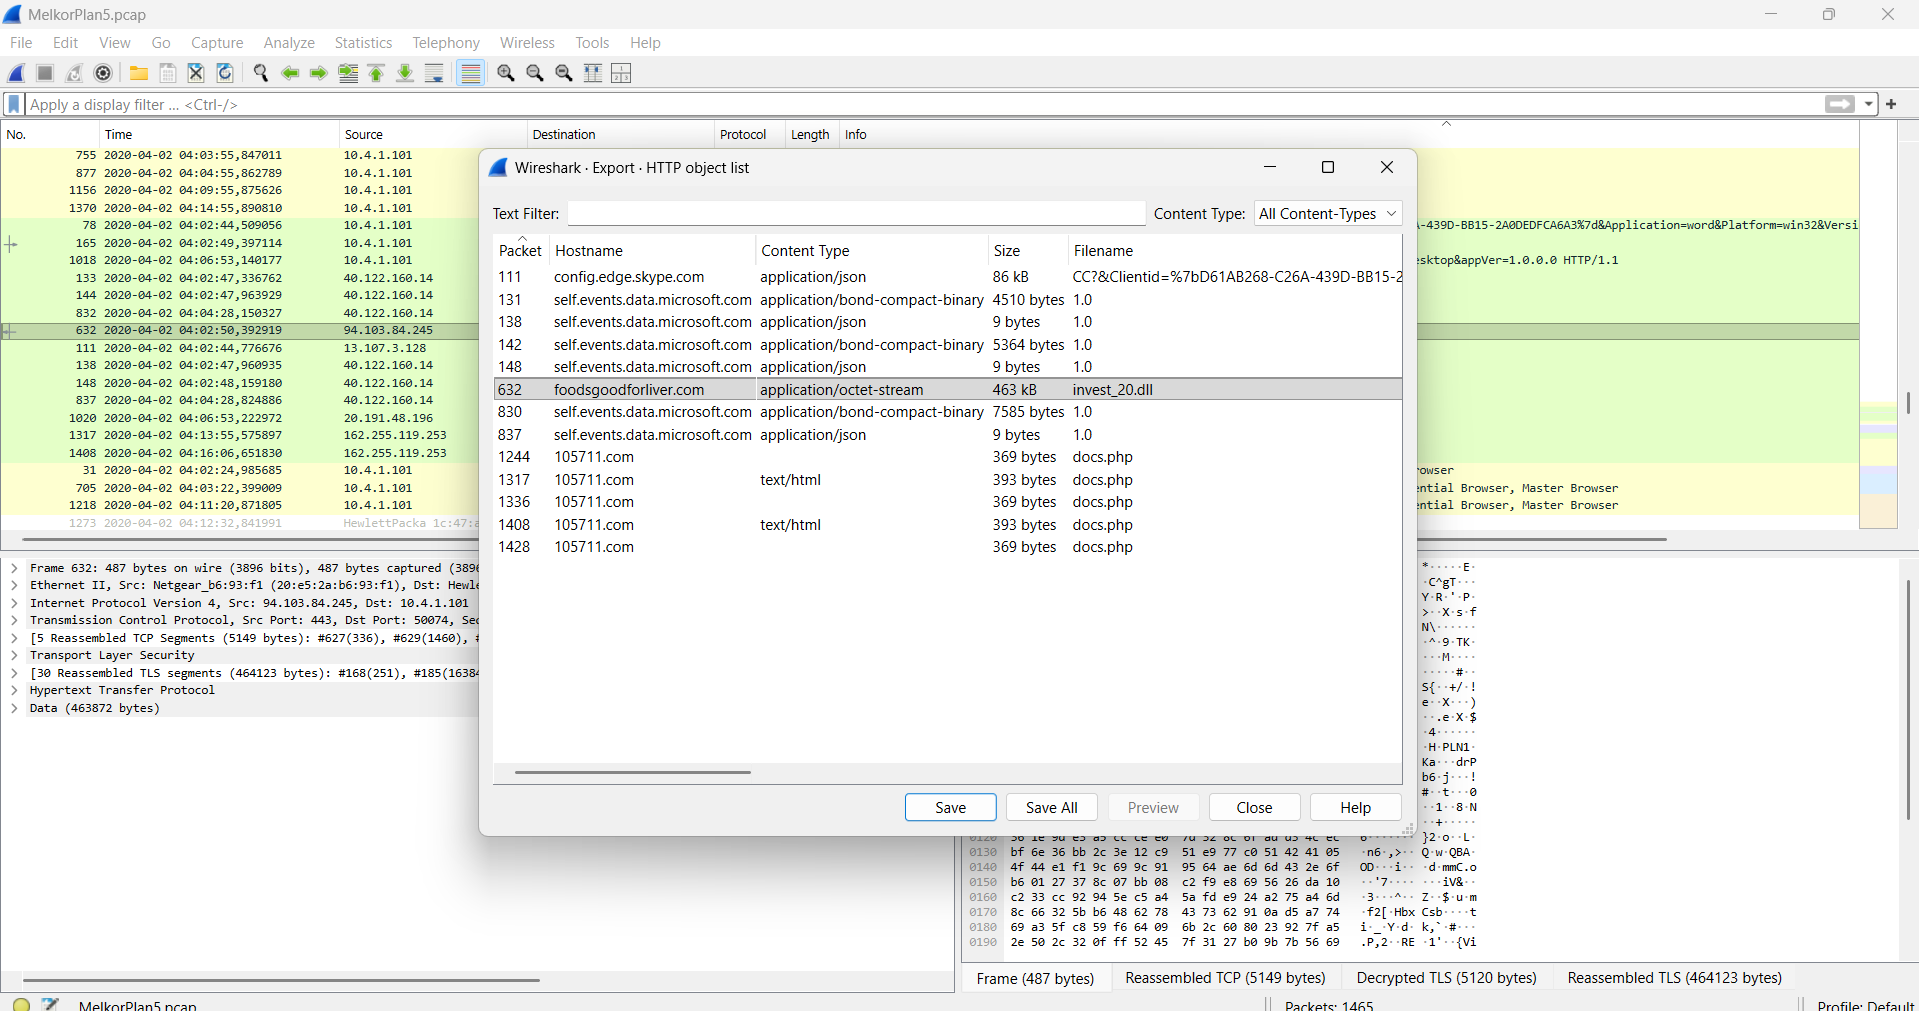 MelkorPlan5.pcap
File Edit View Go Capture Analyze Statistics Telephony Wireless Tools Help
Apply a display filter ... <Ctrl-/>
No. Time Source Destination Protocol Length Info
755 2020-04-02 04:03:55,847011 10.4.1.101
877 2020-04-02 04:04:55,862789 10.4.1.101
1156 2020-04-02 04:09:55,875626 10.4.1.101
1370 2020-04-02 04:14:55,890810 10.4.1.101
78 2020-04-02 04:02:44,509056 10.4.1.101 -439D-BB15-2A0DEDFCA6A3%7d&Application=word&Platform=win32&Versi
165 2020-04-02 04:02:49,397114 10.4.1.101
1018 2020-04-02 04:06:53,140177 10.4.1.101 sktop&appVer=1.0.0.0 HTTP/1.1
133 2020-04-02 04:02:47,336762 40.122.160.14
144 2020-04-02 04:02:47,963929 40.122.160.14
832 2020-04-02 04:04:28,150327 40.122.160.14
632 2020-04-02 04:02:50,392919 94.103.84.245
111 2020-04-02 04:02:44,776676 13.107.3.128
138 2020-04-02 04:02:47,960935 40.122.160.14
148 2020-04-02 04:02:48,159180 40.122.160.14
837 2020-04-02 04:04:28,824886 40.122.160.14
1020 2020-04-02 04:06:53,222972 20.191.48.196
1317 2020-04-02 04:13:55,575897 162.255.119.253
1408 2020-04-02 04:16:06,651830 162.255.119.253
31 2020-04-02 04:02:24,985685 10.4.1.101 owser
705 2020-04-02 04:03:22,399009 10.4.1.101 ential Browser, Master Browser
1218 2020-04-02 04:11:20,871805 10.4.1.101 ential Browser, Master Browser
1273 2020-04-02 04:12:32,841991 HewlettPacka 1c:47:a
Wireshark · Export · HTTP object list
Text Filter: Content Type: All Content-Types
Packet Hostname Content Type Size Filename
111 config.edge.skype.com application/json 86 kB CC?&Clientid=%7bD61AB268-C26A-439D-BB15-2
131 self.events.data.microsoft.com application/bond-compact-binary 4510 bytes 1.0
138 self.events.data.microsoft.com application/json 9 bytes 1.0
142 self.events.data.microsoft.com application/bond-compact-binary 5364 bytes 1.0
148 self.events.data.microsoft.com application/json 9 bytes 1.0
632 foodsgoodforliver.com application/octet-stream 463 kB invest_20.dll
830 self.events.data.microsoft.com application/bond-compact-binary 7585 bytes 1.0
837 self.events.data.microsoft.com application/json 9 bytes 1.0
1244 105711.com 369 bytes docs.php
1317 105711.com text/html 393 bytes docs.php
1336 105711.com 369 bytes docs.php
1408 105711.com text/html 393 bytes docs.php
1428 105711.com 369 bytes docs.php
Save Save All Preview Close Help
Frame 632: 487 bytes on wire (3896 bits), 487 bytes captured (389
Ethernet II, Src: Netgear_b6:93:f1 (20:e5:2a:b6:93:f1), Dst: Hewl
Internet Protocol Version 4, Src: 94.103.84.245, Dst: 10.4.1.101
Transmission Control Protocol, Src Port: 443, Dst Port: 50074, Se
[5 Reassembled TCP Segments (5149 bytes): #627(336), #629(1460),
Transport Layer Security
[30 Reassembled TLS segments (464123 bytes): #168(251), #185(1638
Hypertext Transfer Protocol
Data (463872 bytes)
*·····E·
·C^gT···
Y·R·'·P·
>··X·s·f
N\······
·^·9·TK·
···M····
·····#··
S{··+/·!
e··X···)
··.e·X·$
·4······
·H·PLN1·
Ka···drP
b6·j···!
#··t···0
··1··8·N
··+·····
}2·o··L·
0130 bf 6e 36 bb 2c 3e 12 c9 51 e9 77 c0 51 42 41 05 ·n6·,>·· Q·w·QBA·
0140 4f 44 e1 f1 9c 69 9c 91 95 64 ae 6d 6d 43 2e 6f OD···i·· ·d·mmC.o
0150 b6 01 27 37 8c 07 bb 08 c2 f9 e8 69 56 26 da 10 ··'7···· ···iV&··
0160 c2 33 cc 92 94 5e c5 a4 5a fd e9 24 a2 75 a4 6d ·3···^·· Z··$·u·m
0170 8c 66 32 5b b6 48 62 78 43 73 62 91 0a d5 a7 74 ·f2[·Hbx Csb····t
0180 69 a3 5f c8 59 f6 64 09 6b 2c 60 80 23 92 7f a5 i·_·Y·d· k,`·#···
0190 2e 50 2c 32 0f ff 52 45 7f 31 27 b0 9b 7b 56 69 .P,2··RE ·1'··{Vi
Frame (487 bytes) Reassembled TCP (5149 bytes) Decrypted TLS (5120 bytes) Reassembled TLS (464123 bytes)
MelkorPlan5.pcap Packets: 1465 Profile: Default